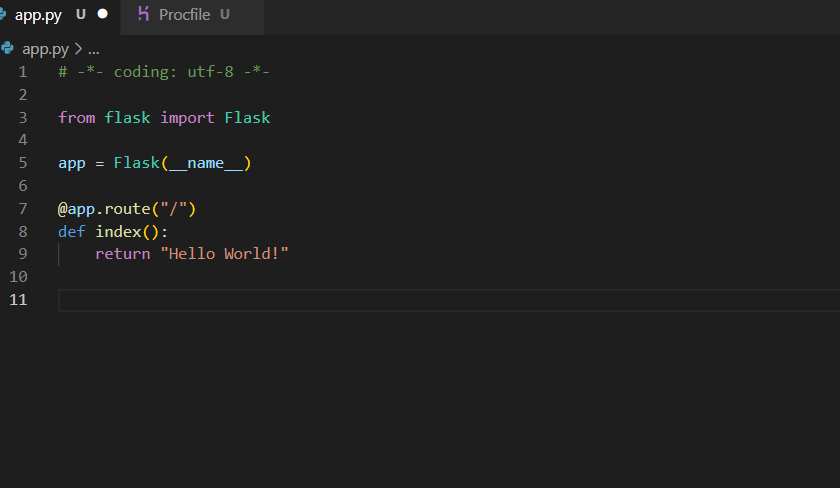 app.py U
Procfile U
app.py > ...
1 # -*- coding: utf-8 -*-
2
3 from flask import Flask
4
5 app = Flask(__name__)
6
7 @app.route("/")
8 def index():
9     return "Hello World!"
10
11